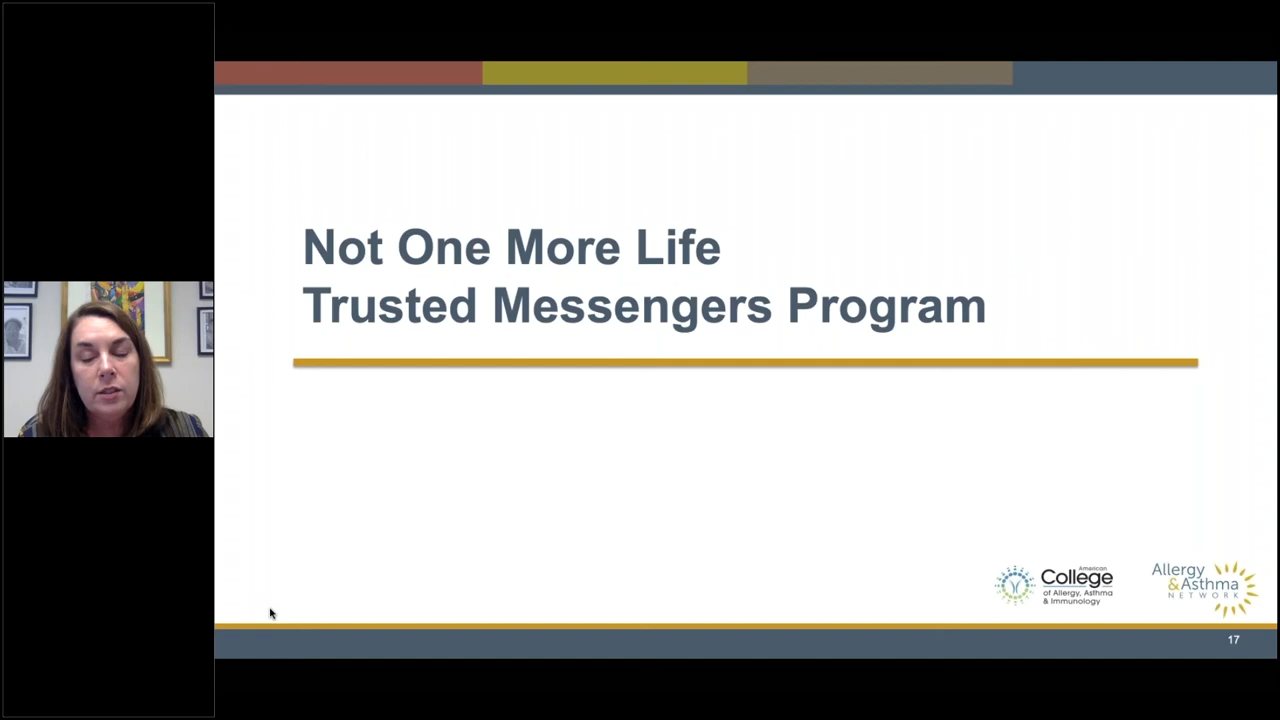 Not One More Life
Trusted Messengers Program
American
College
of Allergy, Asthma
& Immunology
Allergy
& Asthma
NETWORK
17